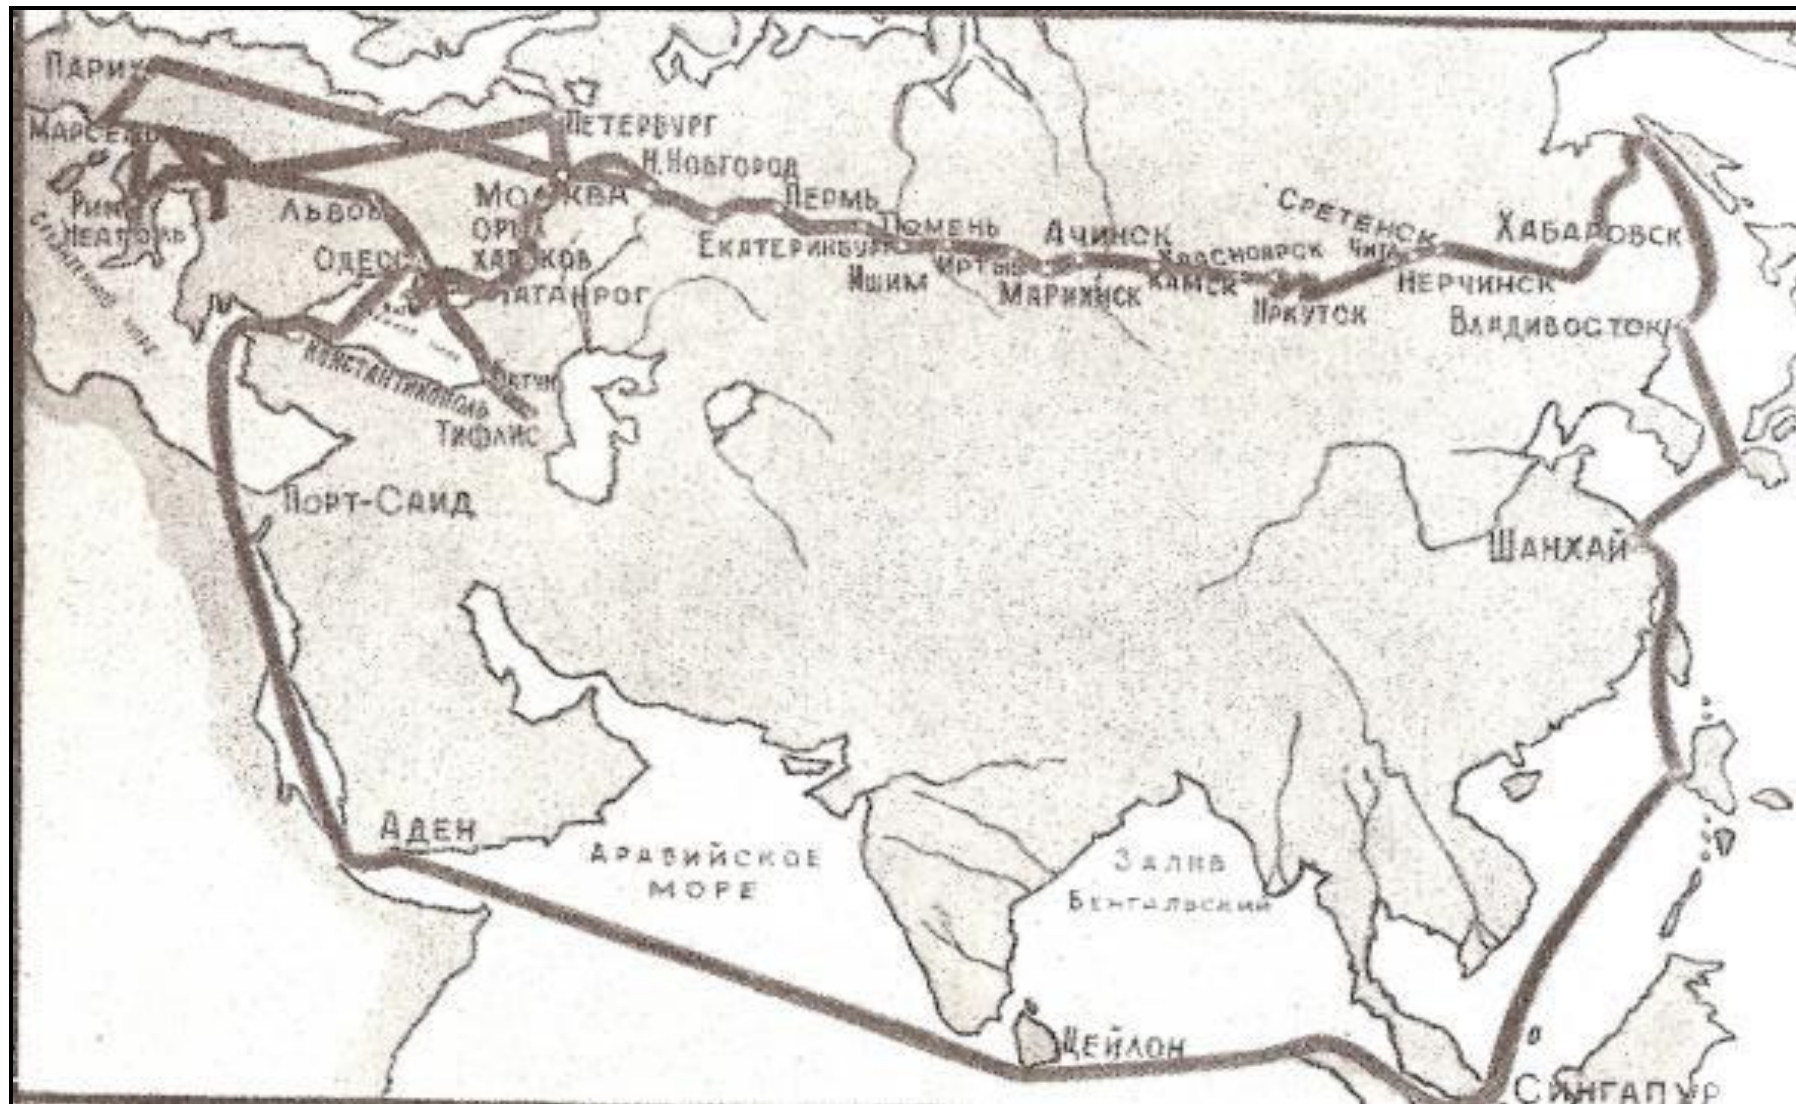 ПАРИЖ
МАРСЕЛЬ
РИМ
НЕАПОЛЬ
ПЕТЕРБУРГ
Н.НОВГОРОД
МОСКВА
ОРЕЛ
ХАРЬКОВ
ТАГАНРОГ
ЛЬВОВ
ОДЕССА
КОНСТАНТИНОПОЛЬ
БАТУМ
ТИФЛИС
ПЕРМЬ
ЕКАТЕРИНБУРГ
ТЮМЕНЬ
ИШИМ
ИРТЫШ
АЧИНСК
МАРИИНСК
КРАСНОЯРСК
КАНСК
ИРКУТСК
СРЕТЕНСК
ЧИТА
НЕРЧИНСК
ХАБАРОВСК
ВЛАДИВОСТОК
ПОРТ-САИД
ШАНХАЙ
АДЕН
АРАВИЙСКОЕ
МОРЕ
ЗАЛИВ
БЕНГАЛЬСКИЙ
ЦЕЙЛОН
СИНГАПУР